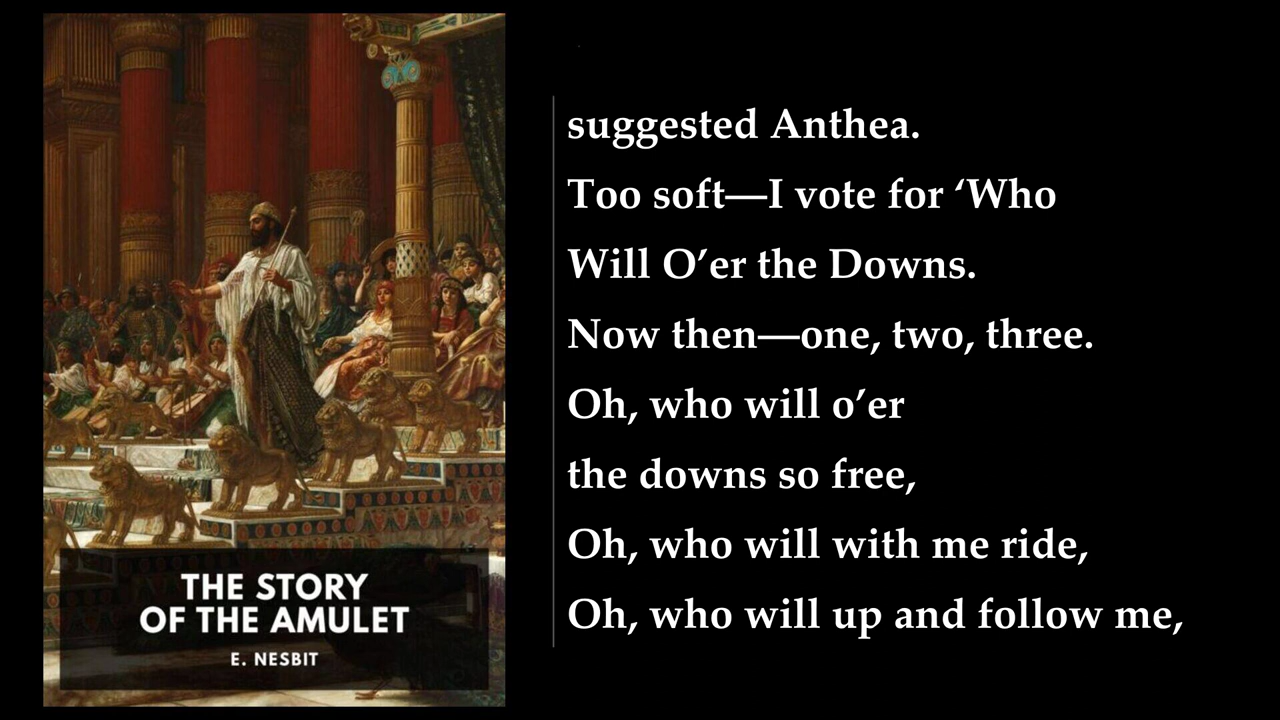 THE STORY
OF THE AMULET
E. NESBIT
suggested Anthea.
Too soft—I vote for ‘Who
Will O’er the Downs.
Now then—one, two, three.
Oh, who will o’er
the downs so free,
Oh, who will with me ride,
Oh, who will up and follow me,